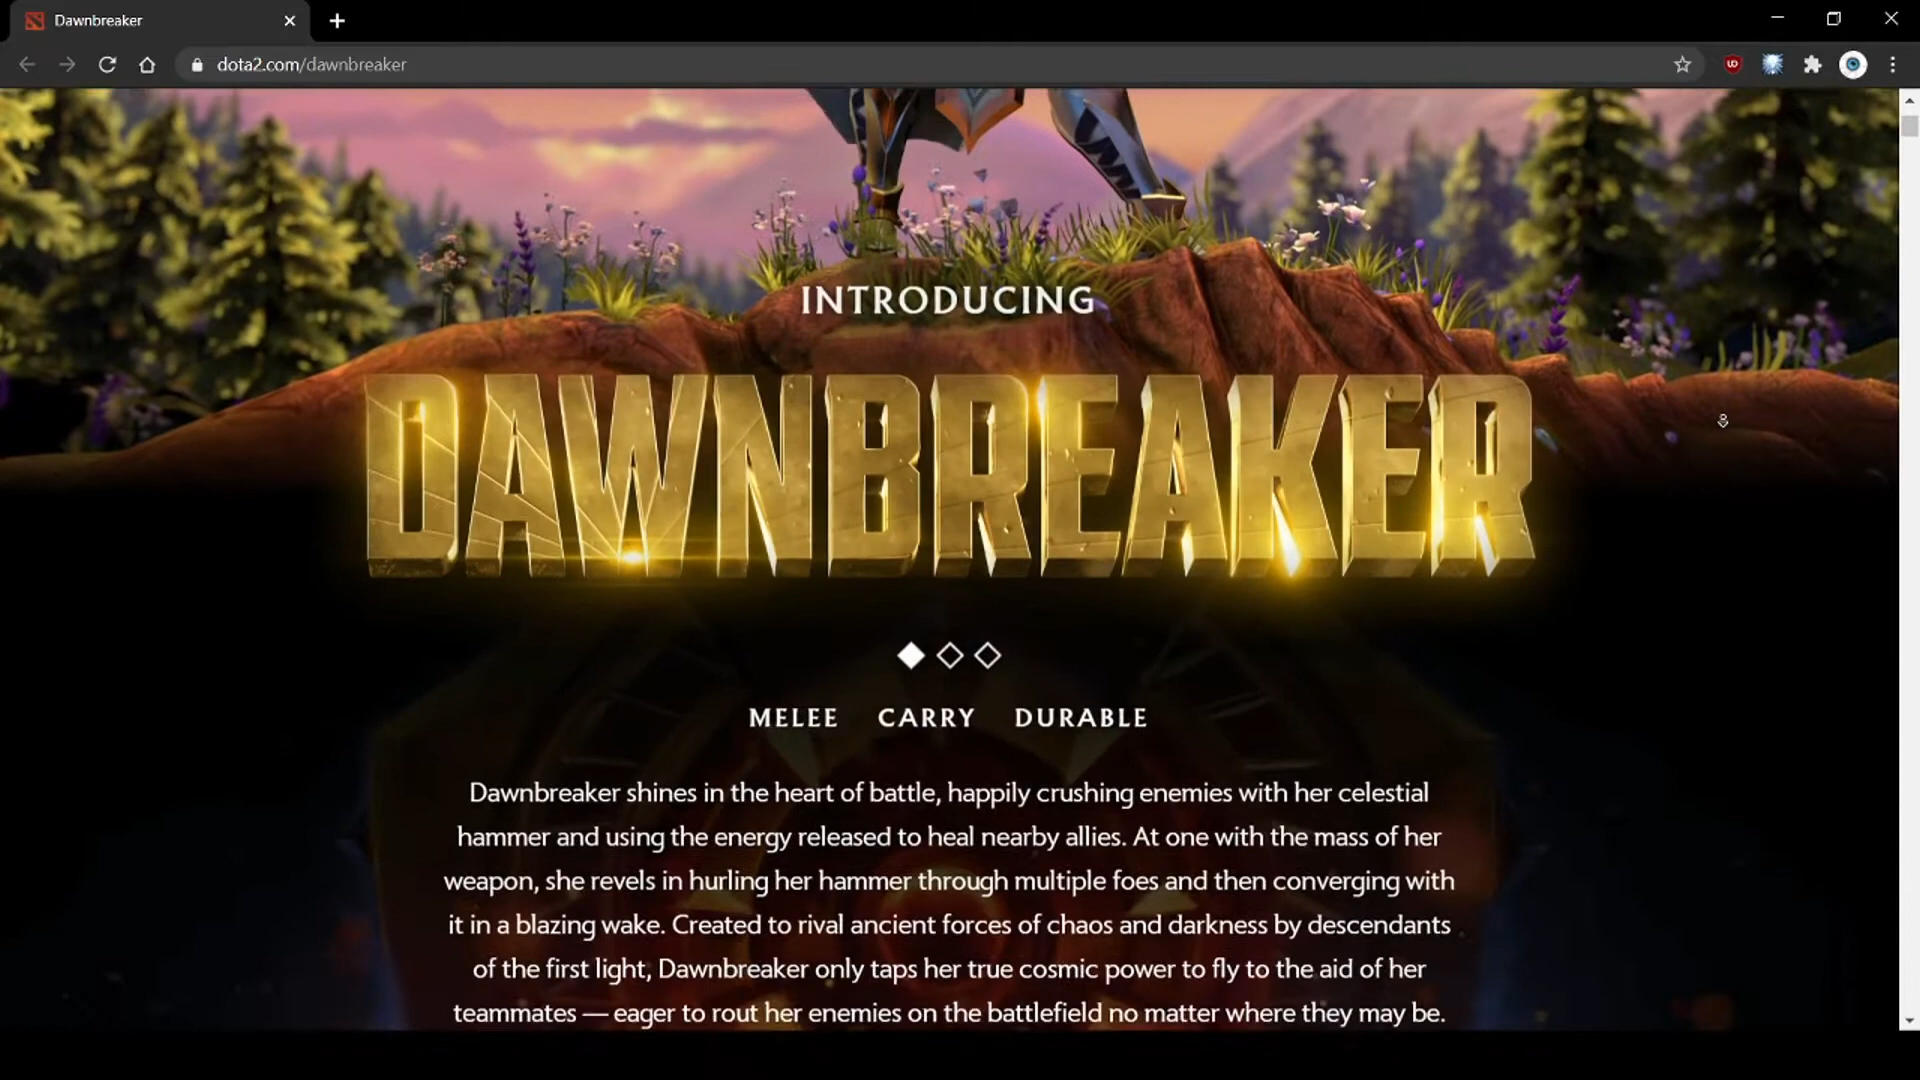 Dawnbreaker
dota2.com/dawnbreaker
INTRODUCING
DAWNBREAKER
MELEE CARRY DURABLE
Dawnbreaker shines in the heart of battle, happily crushing enemies with her celestial
hammer and using the energy released to heal nearby allies. At one with the mass of her
weapon, she revels in hurling her hammer through multiple foes and then converging with
it in a blazing wake. Created to rival ancient forces of chaos and darkness by descendants
of the first light, Dawnbreaker only taps her true cosmic power to fly to the aid of her
teammates — eager to rout her enemies on the battlefield no matter where they may be.